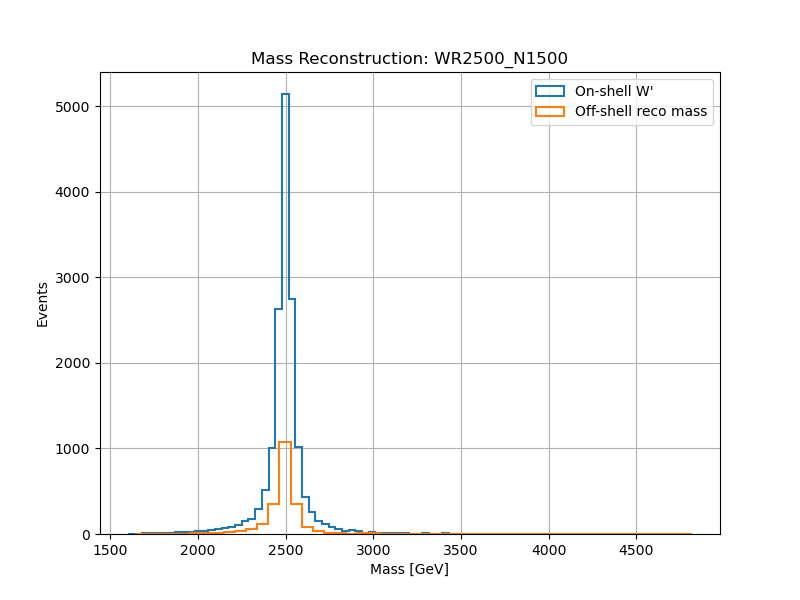 Mass Reconstruction: WR2500_N1500
On-shell W'
Off-shell reco mass
5000
4000
3000
2000
1000
0
Events
1500 2000 2500 3000 3500 4000 4500
Mass [GeV]